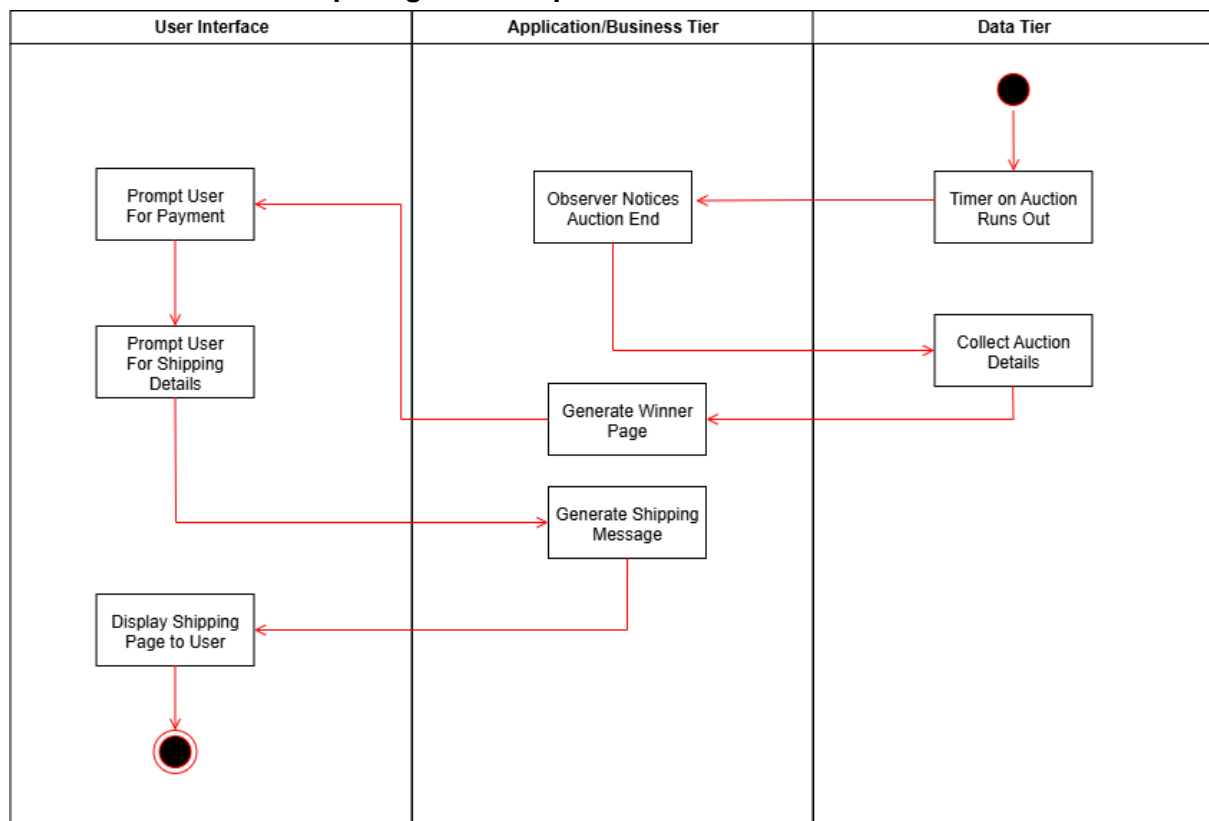 User Interface
Application/Business Tier
Data Tier
Prompt User
For Payment
Observer Notices
Auction End
Timer on Auction
Runs Out
Prompt User
For Shipping
Details
Collect Auction
Details
Generate Winner
Page
Generate Shipping
Message
Display Shipping
Page to User